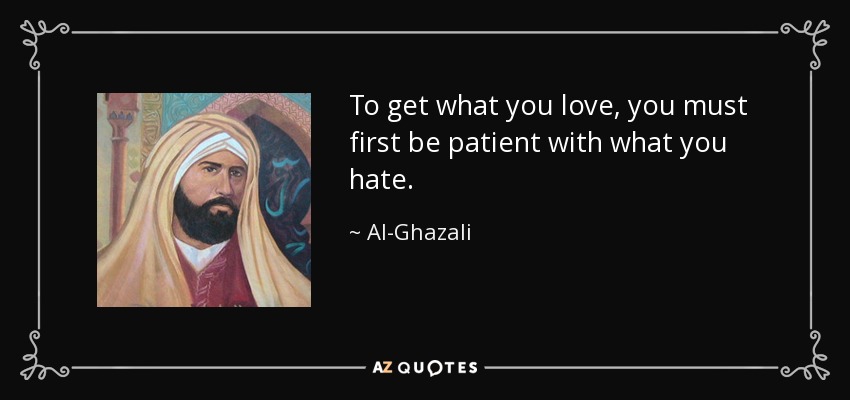 To get what you love, you must
first be patient with what you
hate.
~ Al-Ghazali
AZ QUOTES